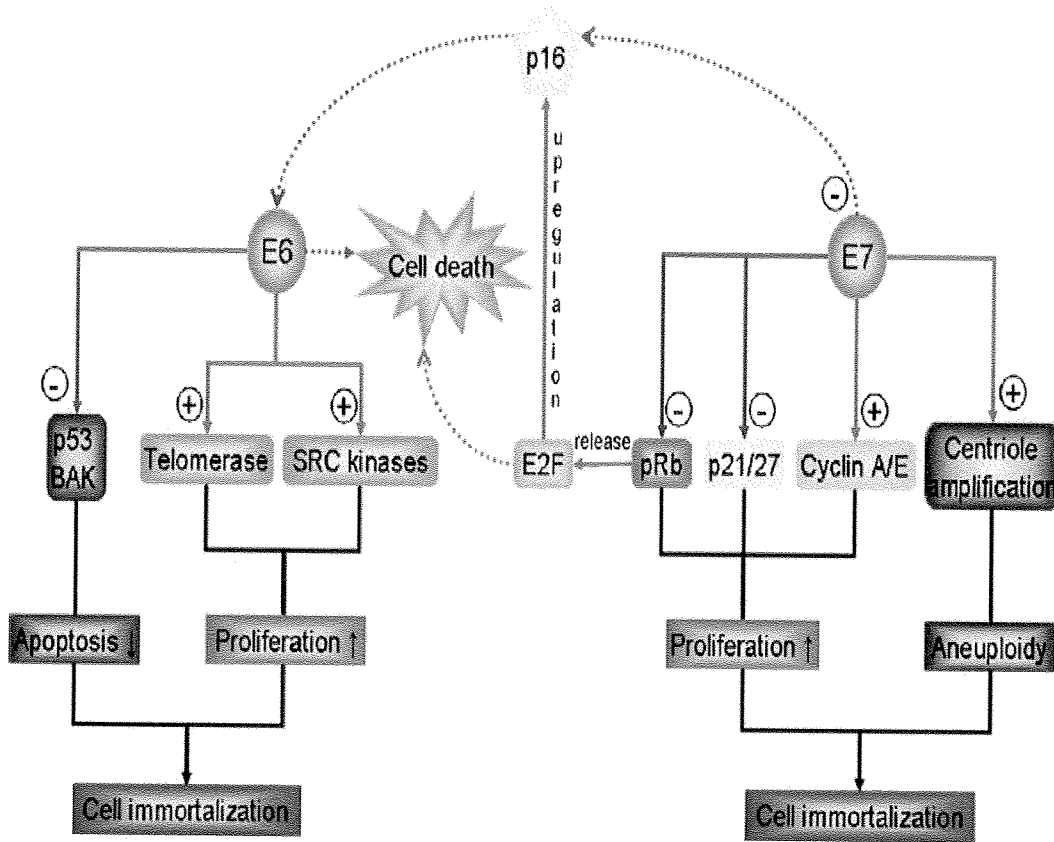 p16
upregulation
E6
Cell death
E7
-
-
+
+
-
-
+
+
p53
BAK
Telomerase
SRC kinases
E2F
release
pRb
p21/27
Cyclin A/E
Centriole
amplification
Apoptosis ↓
Proliferation ↑
Proliferation ↑
Aneuploidy
Cell immortalization
Cell immortalization